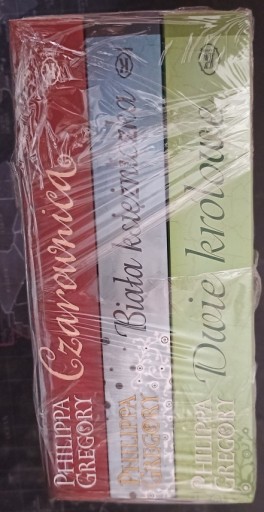 PHILIPPA
GREGORY
Czarownica
PHILIPPA
GREGORY
Biała księżniczka
PHILIPPA
GREGORY
Dwie królowe